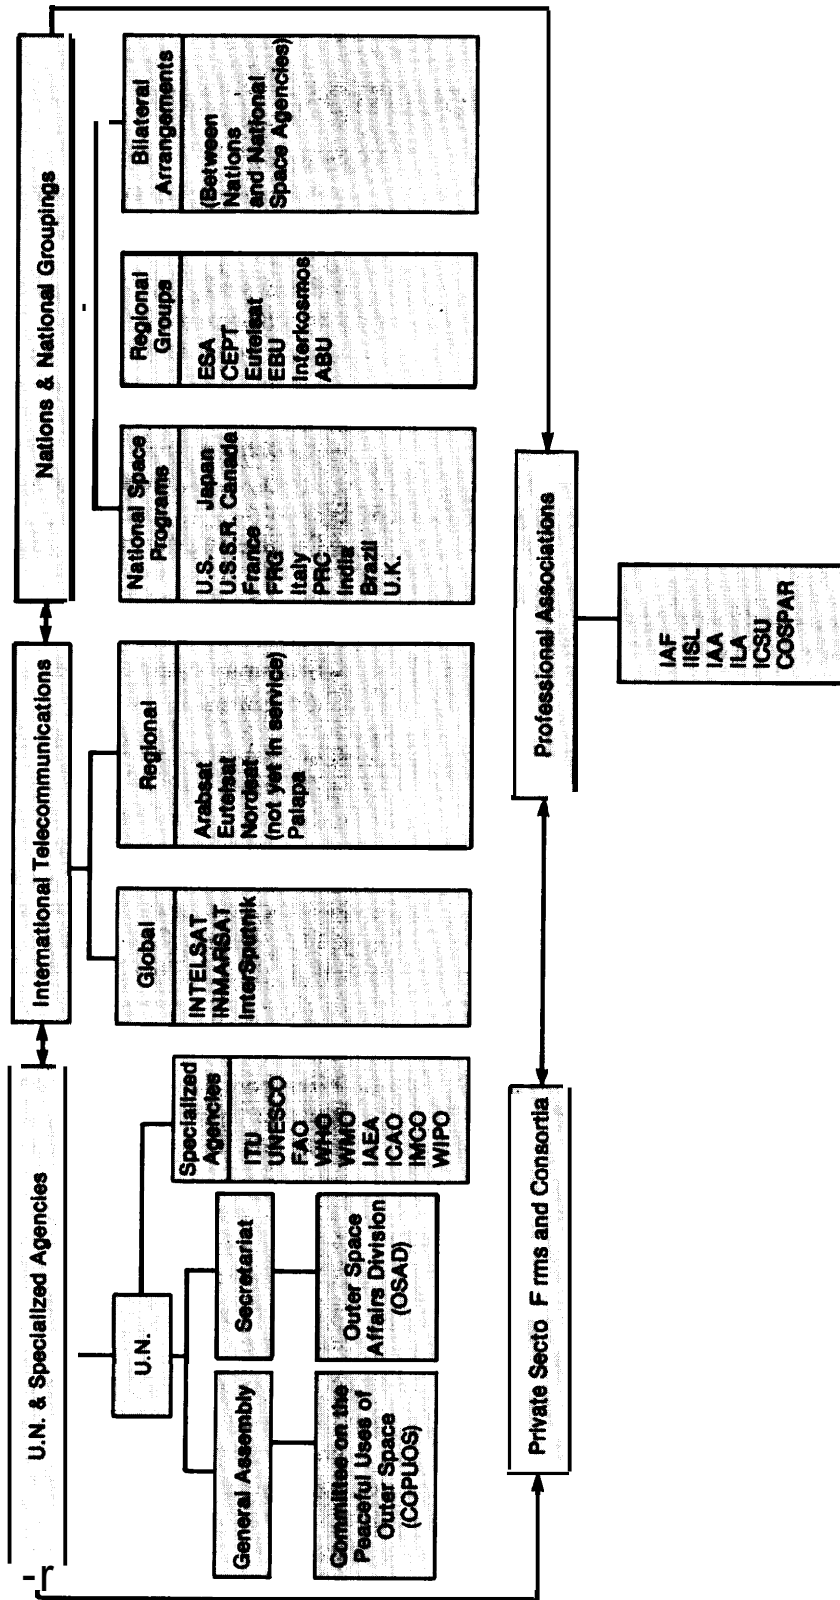 U.N. & Specialized Agencies
International Telecommunications
Nations & National Groupings
U.N.
General Assembly
Committee on the
Peaceful Uses of
Outer Space
(COPUOS)
Secretariat
Outer Space
Affairs Division
(OSAD)
Specialized
Agencies
ITU
UNESCO
FAO
WHO
WMO
IAEA
ICAO
IMCO
WIPO
Global
INTELSAT
INMARSAT
InterSputnik
Regional
Arabsat
Eutelsat
Nordsat
(not yet in service)
Palapa
National Space
Programs
U.S. Japan
U.S.S.R. Canada
France
FRG
Italy
PRC
India
Brazil
U.K.
Regional
Groups
ESA
CEPT
Eutelsat
EBU
Interkosmos
ABU
Bilateral
Arrangements
(Between
Nations
and National
Space Agencies)
Private Secto F rms and Consortia
Professional Associations
IAF
IISL
IAA
ILA
ICSU
COSPAR